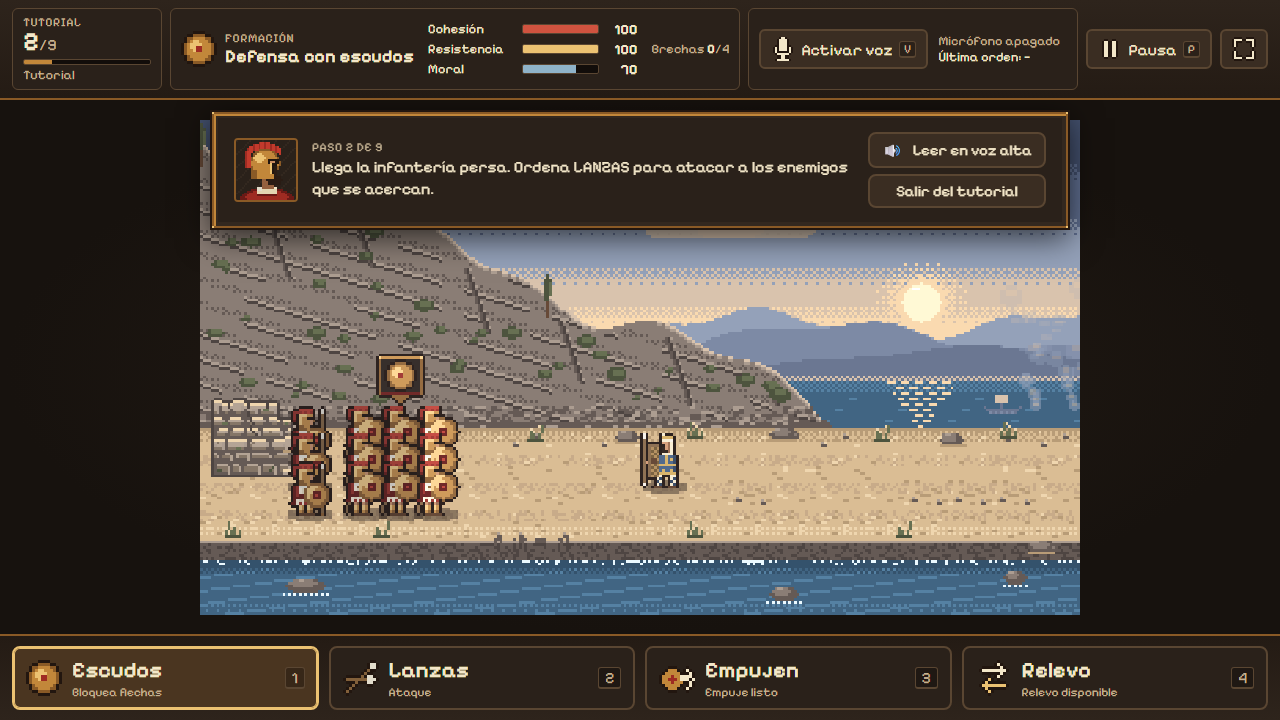 TUTORIAL
2/9
Tutorial
FORMACIÓN
Defensa con escudos
Cohesión 100
Resistencia 100
Moral 70
Brechas 0/4
Activar voz V
Micrófono apagado
Última orden: -
Pausa P
PASO 2 DE 9
Llega la infantería persa. Ordena LANZAS para atacar a los enemigos
que se acercan.
Leer en voz alta
Salir del tutorial
Escudos 1
Bloquea flechas
Lanzas 2
Ataque
Empujen 3
Empuje listo
Relevo 4
Relevo disponible